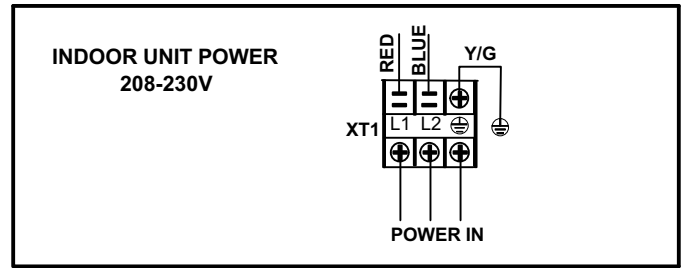 INDOOR UNIT POWER
208-230V
RED
BLUE
Y/G
XT1
L1 L2
POWER IN